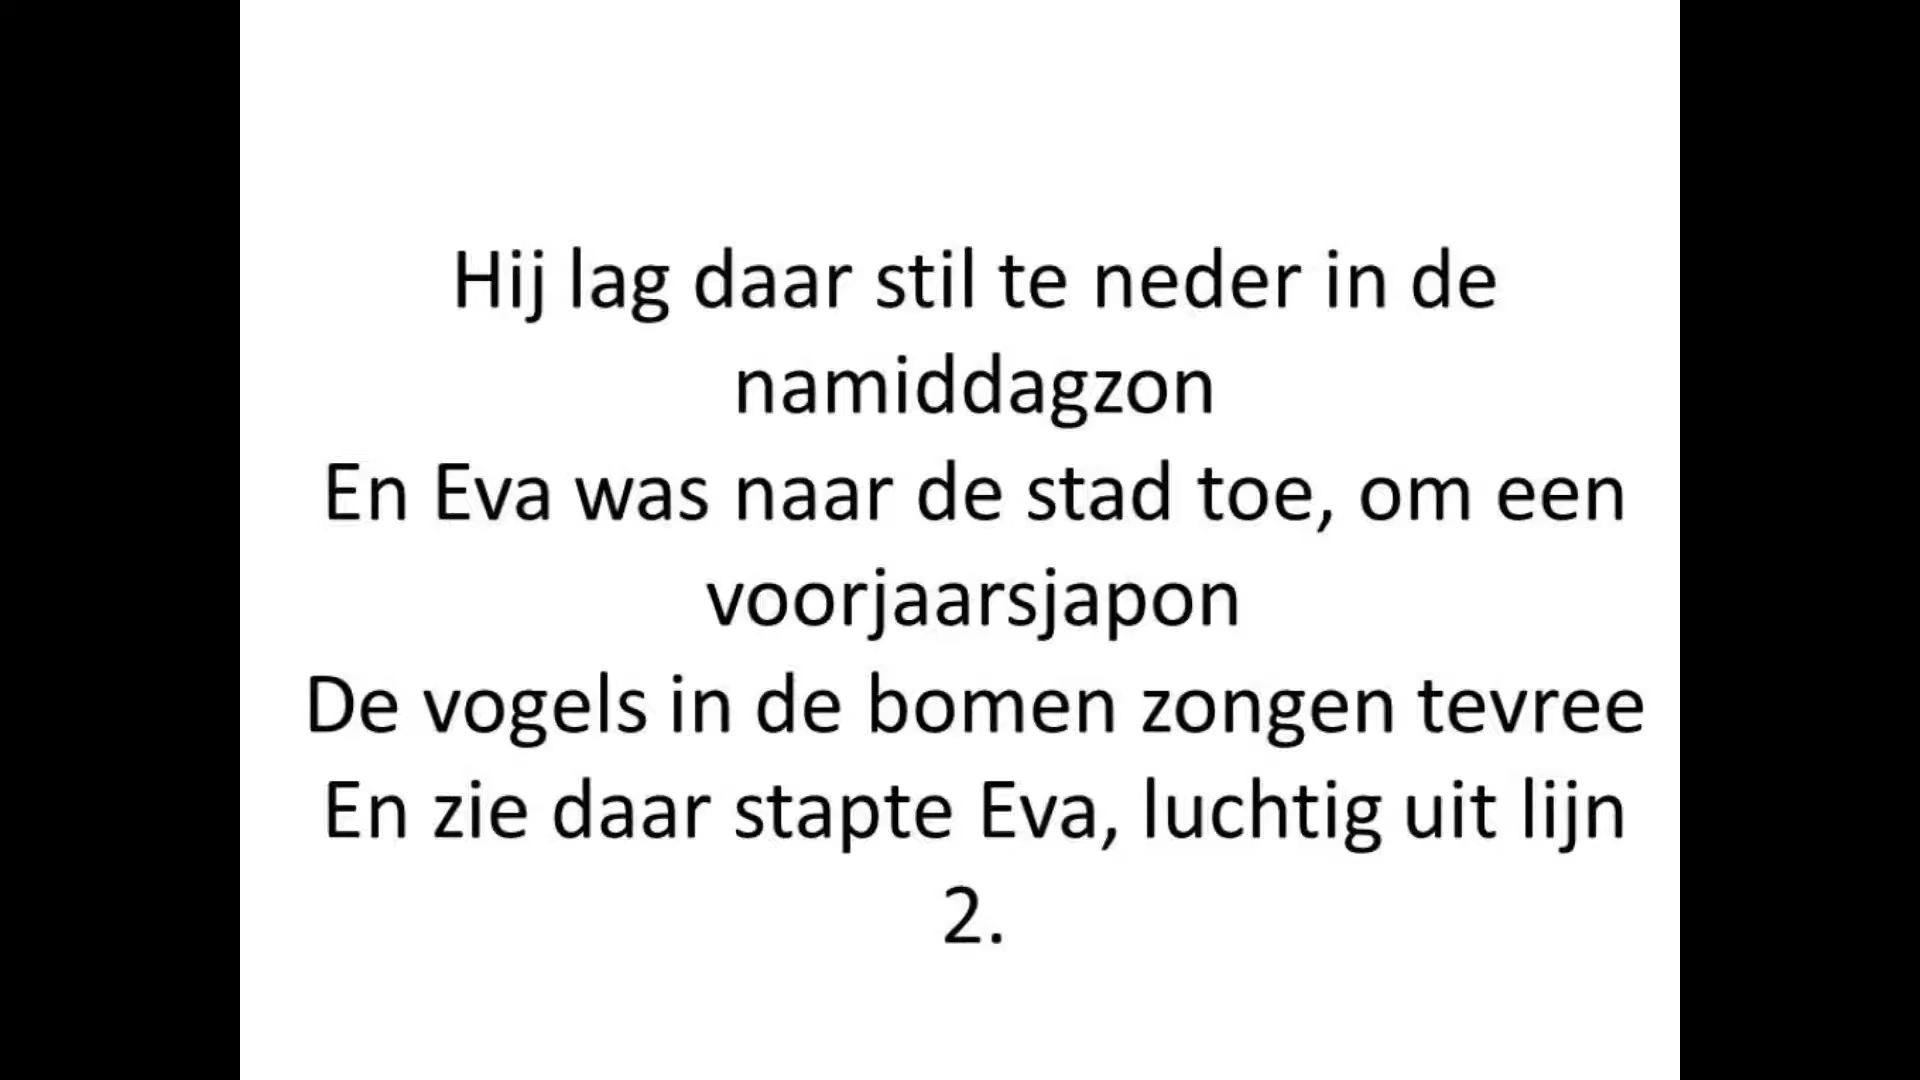 Hij lag daar stil te neder in de
namiddagzon
En Eva was naar de stad toe, om een
voorjaarsjapon
De vogels in de bomen zongen tevree
En zie daar stapte Eva, luchtig uit lijn
2.